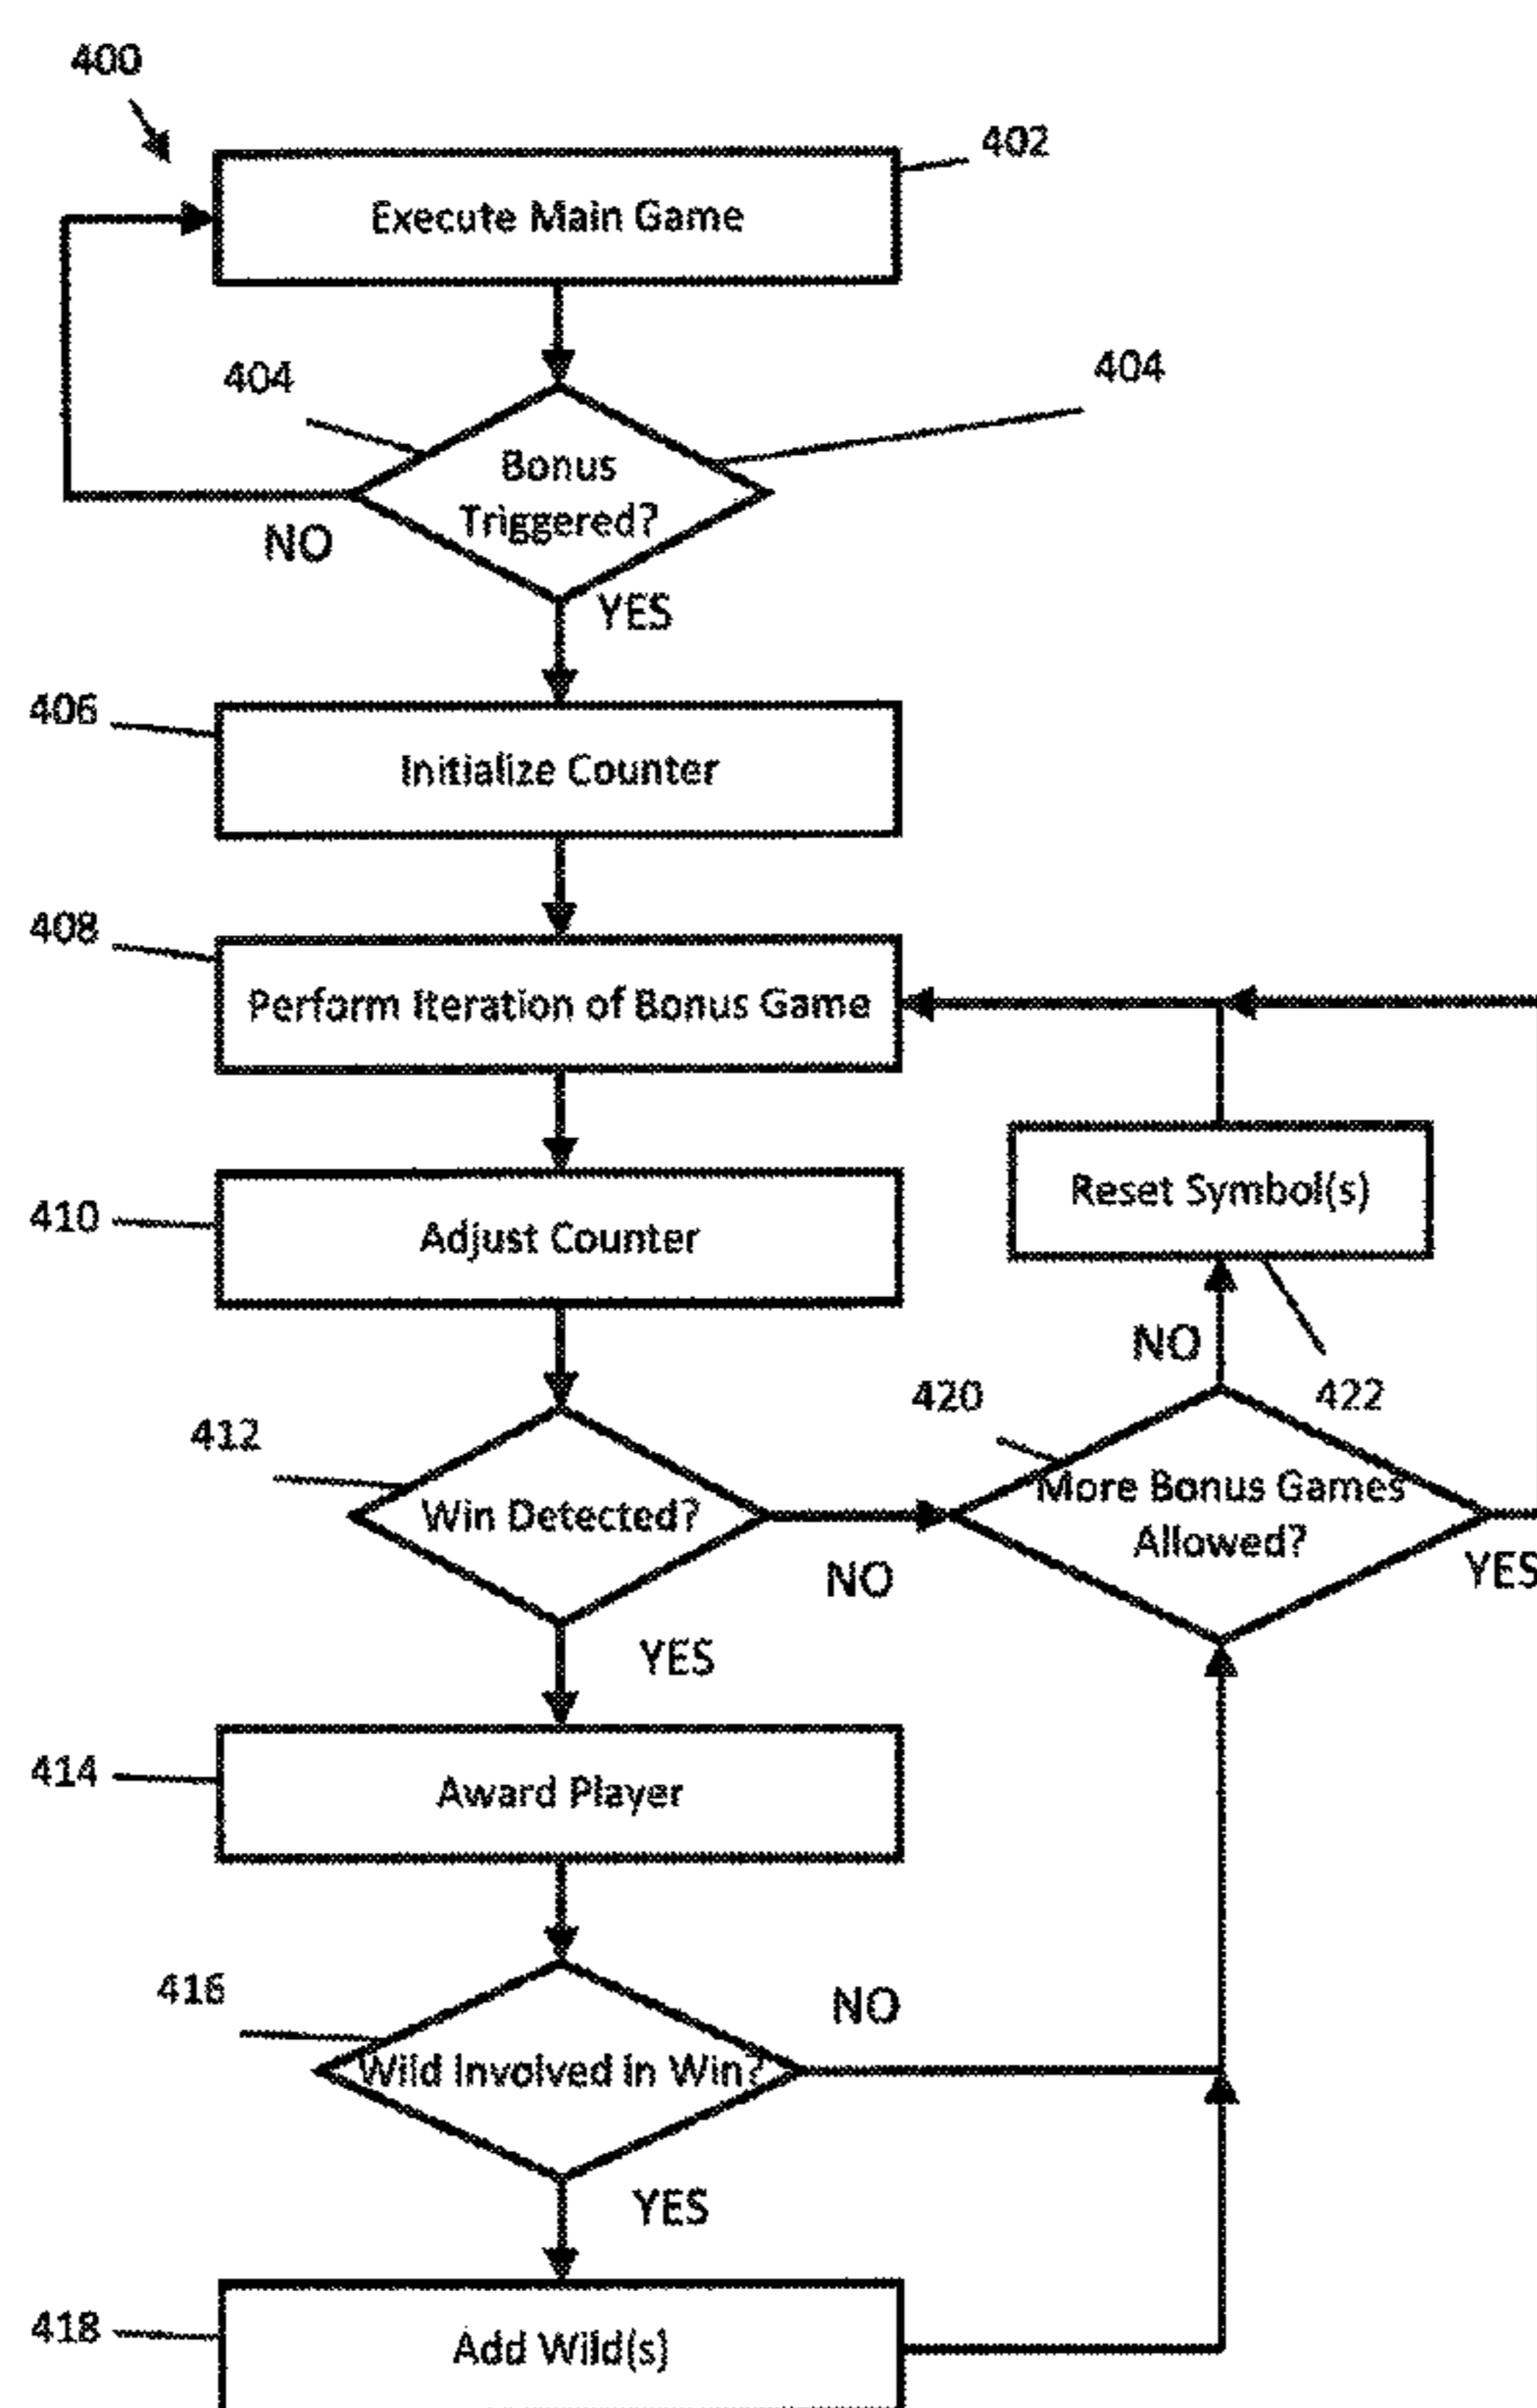 400
402
Execute Main Game
404
404
Bonus
Triggered?
NO
YES
406
Initialize Counter
408
Perform Iteration of Bonus Game
410
Adjust Counter
Reset Symbol(s)
NO
422
412
Win Detected?
420
More Bonus Games
Allowed?
NO
YES
YES
414
Award Player
416
Wild Involved in Win?
NO
YES
418
Add Wild(s)